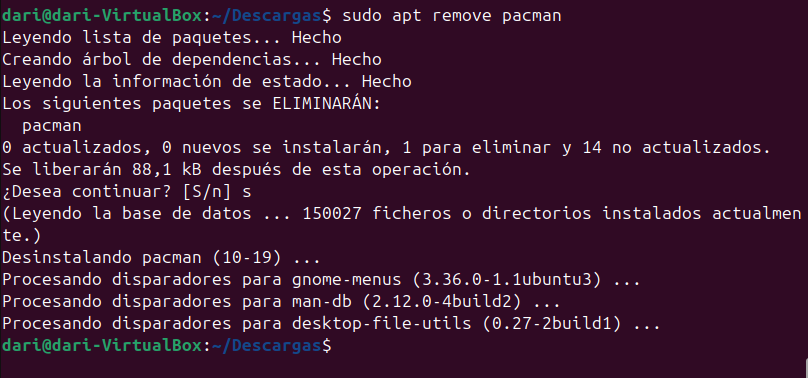 dari@dari-VirtualBox:~/Descargas$ sudo apt remove pacman
Leyendo lista de paquetes... Hecho
Creando árbol de dependencias... Hecho
Leyendo la información de estado... Hecho
Los siguientes paquetes se ELIMINARÁN:
  pacman
0 actualizados, 0 nuevos se instalarán, 1 para eliminar y 14 no actualizados.
Se liberarán 88,1 kB después de esta operación.
¿Desea continuar? [S/n] s
(Leyendo la base de datos ... 150027 ficheros o directorios instalados actualmen
te.)
Desinstalando pacman (10-19) ...
Procesando disparadores para gnome-menus (3.36.0-1.1ubuntu3) ...
Procesando disparadores para man-db (2.12.0-4build2) ...
Procesando disparadores para desktop-file-utils (0.27-2build1) ...
dari@dari-VirtualBox:~/Descargas$